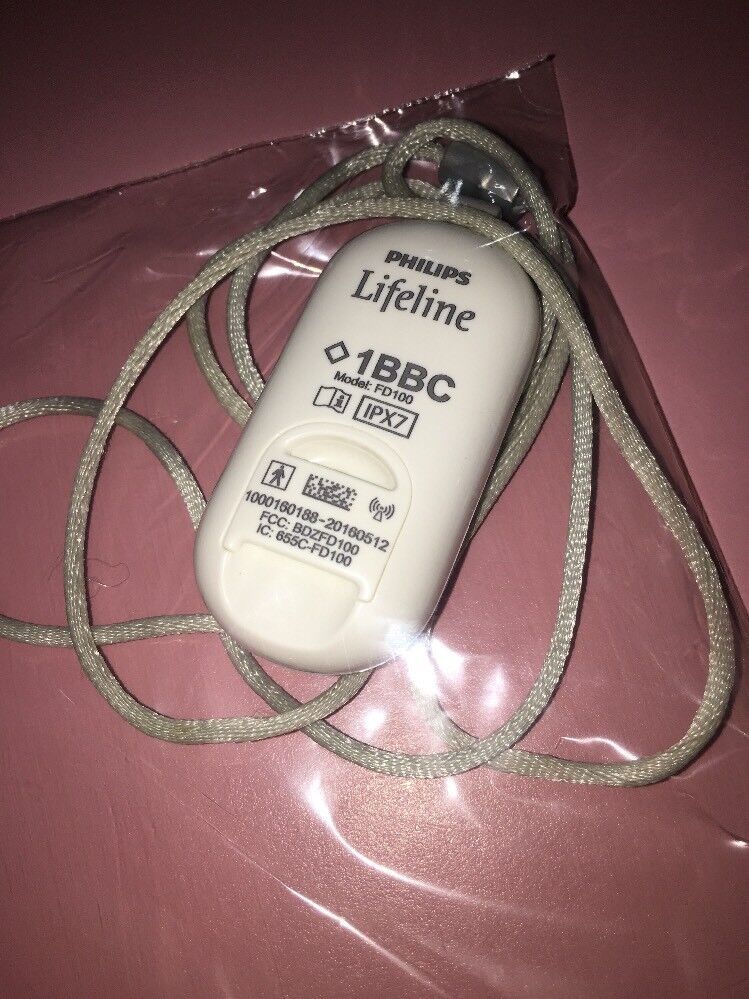 PHILIPS
Lifeline
1BBC
Model: FD100
IPX7
1000160188-20160512
FCC: BDZFD100
IC: 655C-FD100